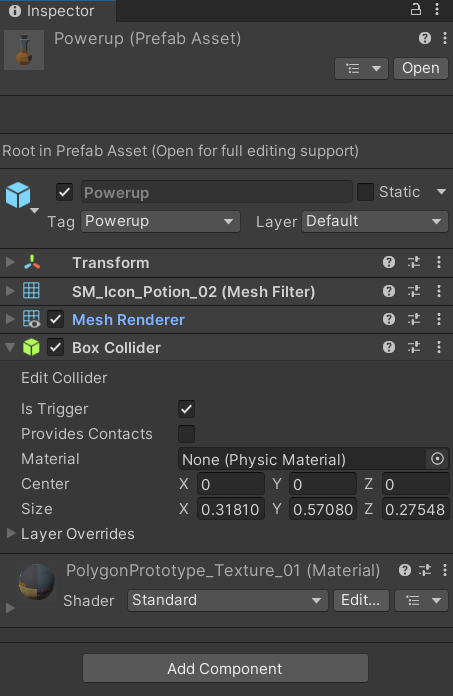 Inspector
Powerup (Prefab Asset)
Open
Root in Prefab Asset (Open for full editing support)
Powerup Static
Tag Powerup Layer Default
Transform
SM_Icon_Potion_02 (Mesh Filter)
Mesh Renderer
Box Collider
Edit Collider
Is Trigger
Provides Contacts
Material None (Physic Material)
Center X 0 Y 0 Z 0
Size X 0.31810 Y 0.57080 Z 0.27548
Layer Overrides
PolygonPrototype_Texture_01 (Material)
Shader Standard Edit...
Add Component